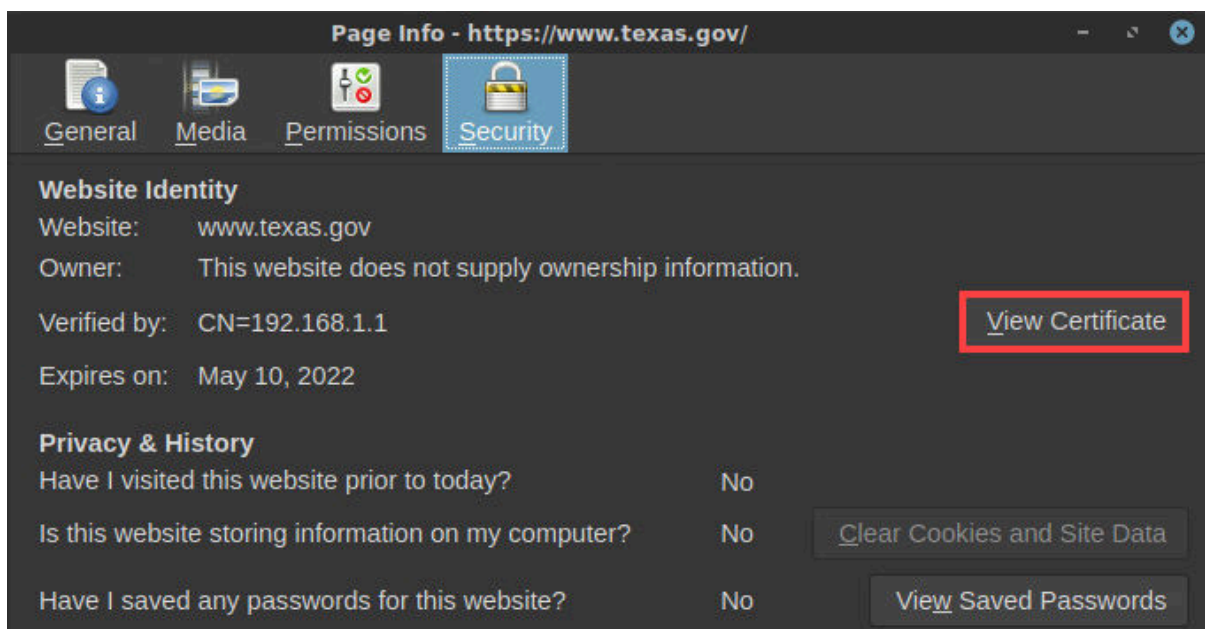 Page Info - https://www.texas.gov/
General Media Permissions Security
Website Identity
Website: www.texas.gov
Owner: This website does not supply ownership information.
Verified by: CN=192.168.1.1 View Certificate
Expires on: May 10, 2022
Privacy & History
Have I visited this website prior to today? No
Is this website storing information on my computer? No Clear Cookies and Site Data
Have I saved any passwords for this website? No View Saved Passwords